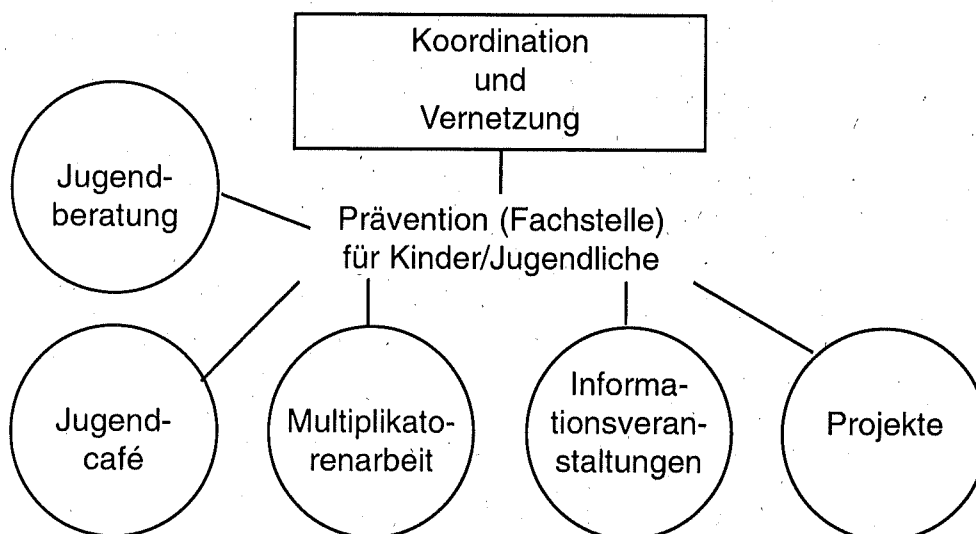 Koordination
und
Vernetzung
Jugend-
beratung
Prävention (Fachstelle)
für Kinder/Jugendliche
Jugend-
café
Multiplikato-
renarbeit
Informa-
tionsveran-
staltungen
Projekte